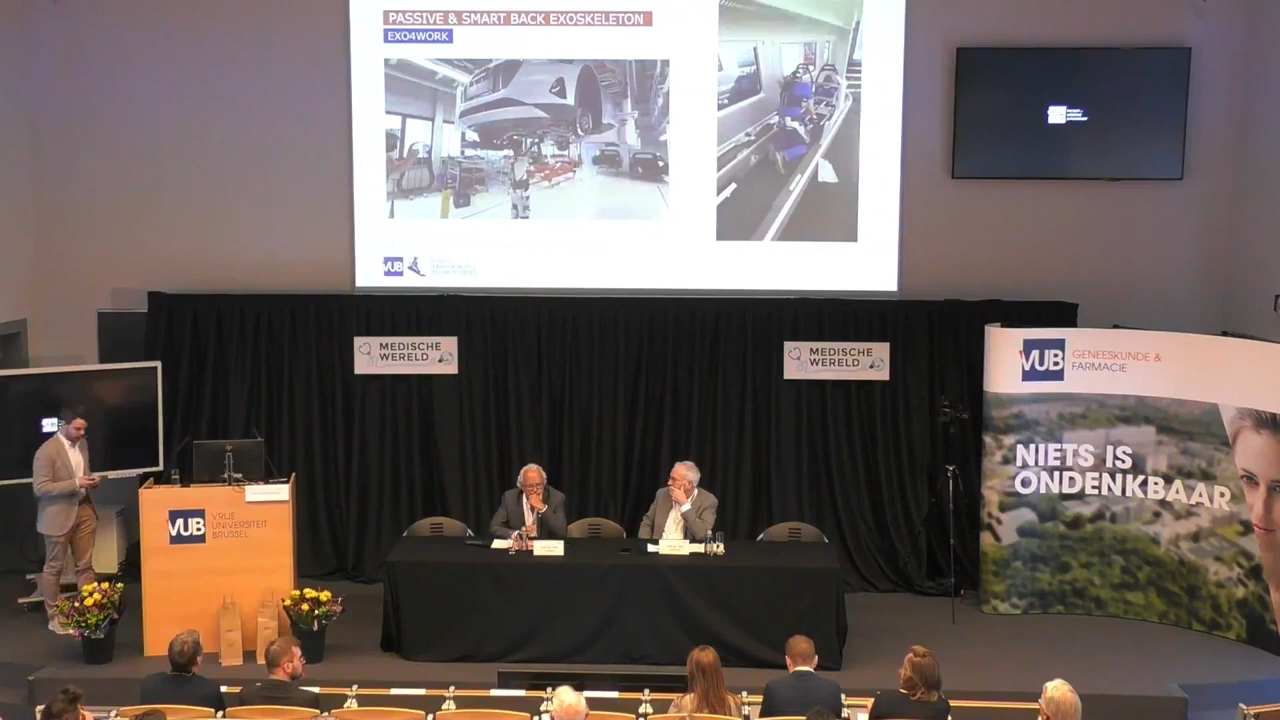 PASSIVE & SMART BACK EXOSKELETON
EXO4WORK
VUB
MEDISCHE
WERELD
MEDISCHE
WERELD
VUB
GENEESKUNDE &
FARMACIE
NIETS IS
ONDENKBAAR
VUB
VRIJE
UNIVERSITEIT
BRUSSEL